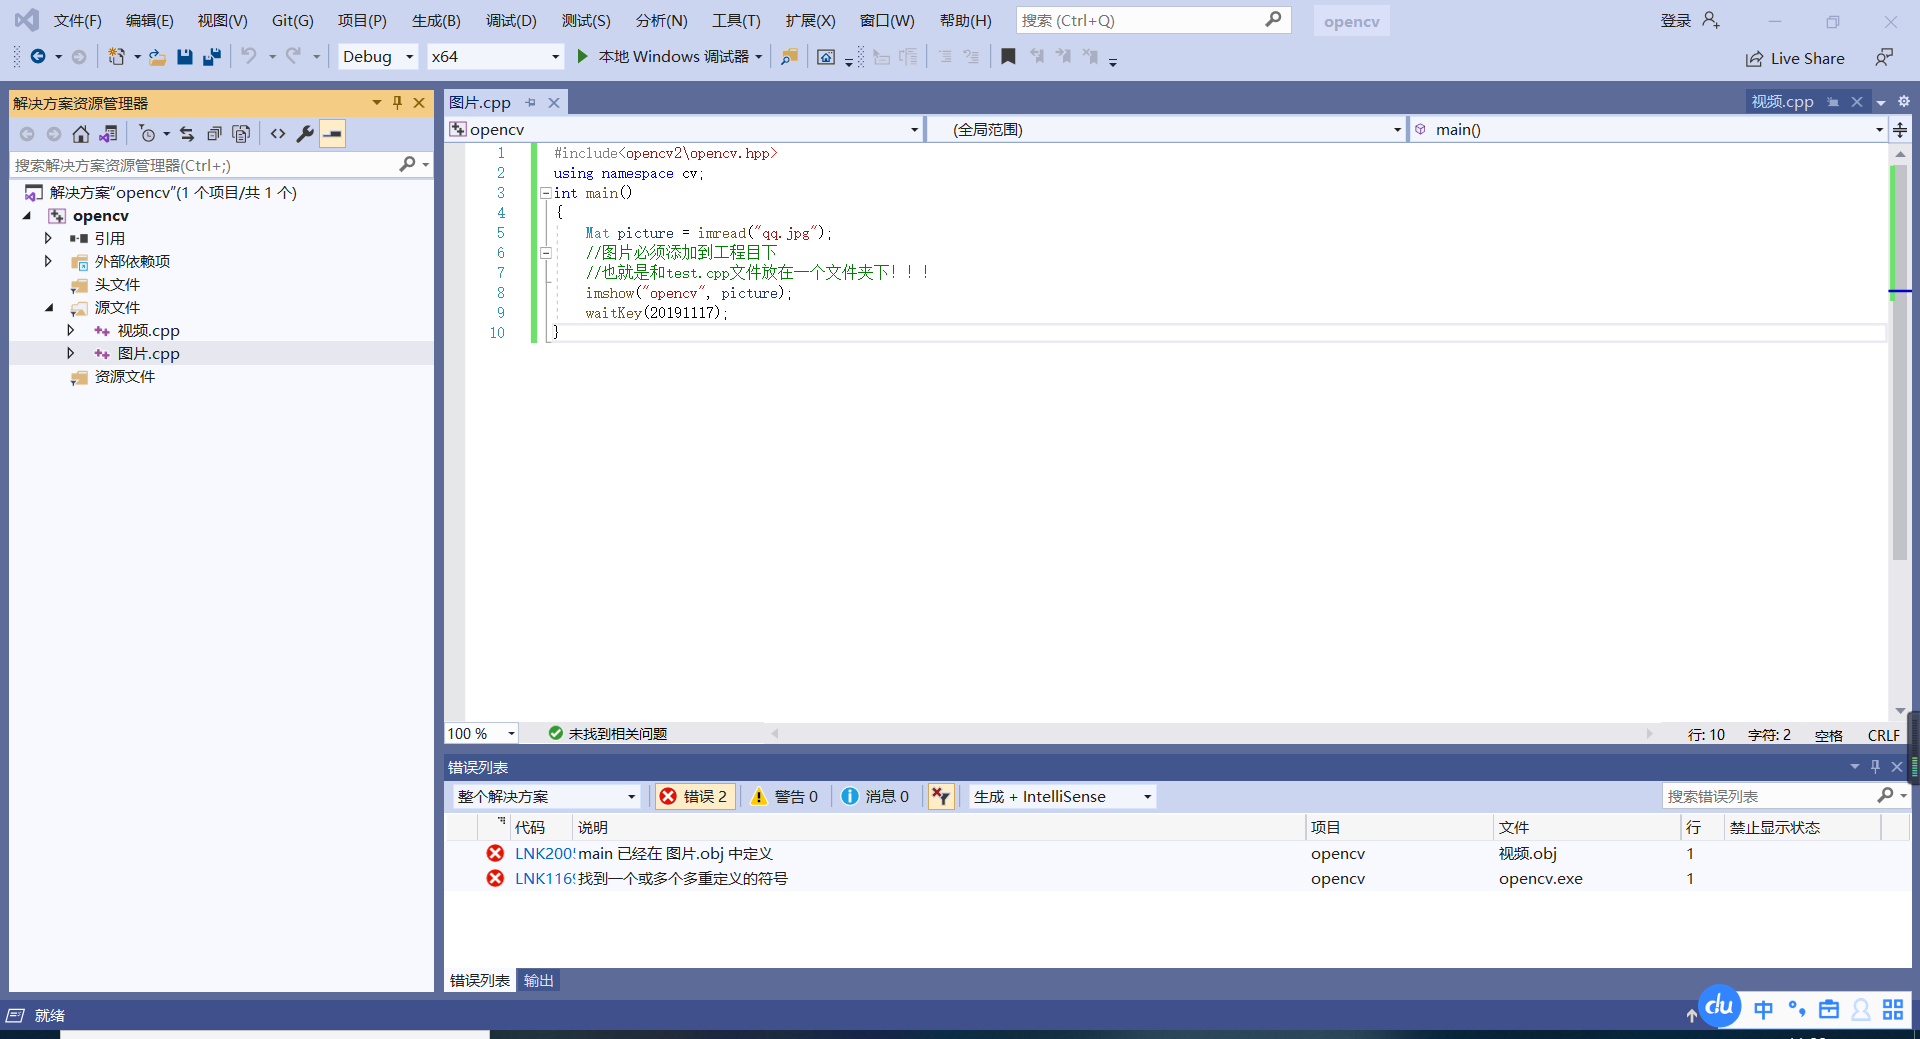 文件(F) 编辑(E) 视图(V) Git(G) 项目(P) 生成(B) 调试(D) 测试(S) 分析(N) 工具(T) 扩展(X) 窗口(W) 帮助(H) 搜索 (Ctrl+Q) opencv 登录
Debug x64 本地 Windows 调试器 Live Share
解决方案资源管理器
搜索解决方案资源管理器(Ctrl+;)
解决方案"opencv"(1 个项目/共 1 个)
opencv
引用
外部依赖项
头文件
源文件
视频.cpp
图片.cpp
资源文件
图片.cpp 视频.cpp
opencv (全局范围) main()
1 #include<opencv2\opencv.hpp>
2 using namespace cv;
3 int main()
4 {
5 Mat picture = imread("qq.jpg");
6 //图片必须添加到工程目下
7 //也就是和test.cpp文件放在一个文件夹下！！！
8 imshow("opencv", picture);
9 waitKey(20191117);
10 }
100 % 未找到相关问题 行: 10 字符: 2 空格 CRLF
错误列表
整个解决方案 错误 2 警告 0 消息 0 生成 + IntelliSense 搜索错误列表
代码 说明 项目 文件 行 禁止显示状态
LNK200 main 已经在 图片.obj 中定义 opencv 视频.obj 1
LNK116 找到一个或多个多重定义的符号 opencv opencv.exe 1
错误列表 输出
就绪 du 中